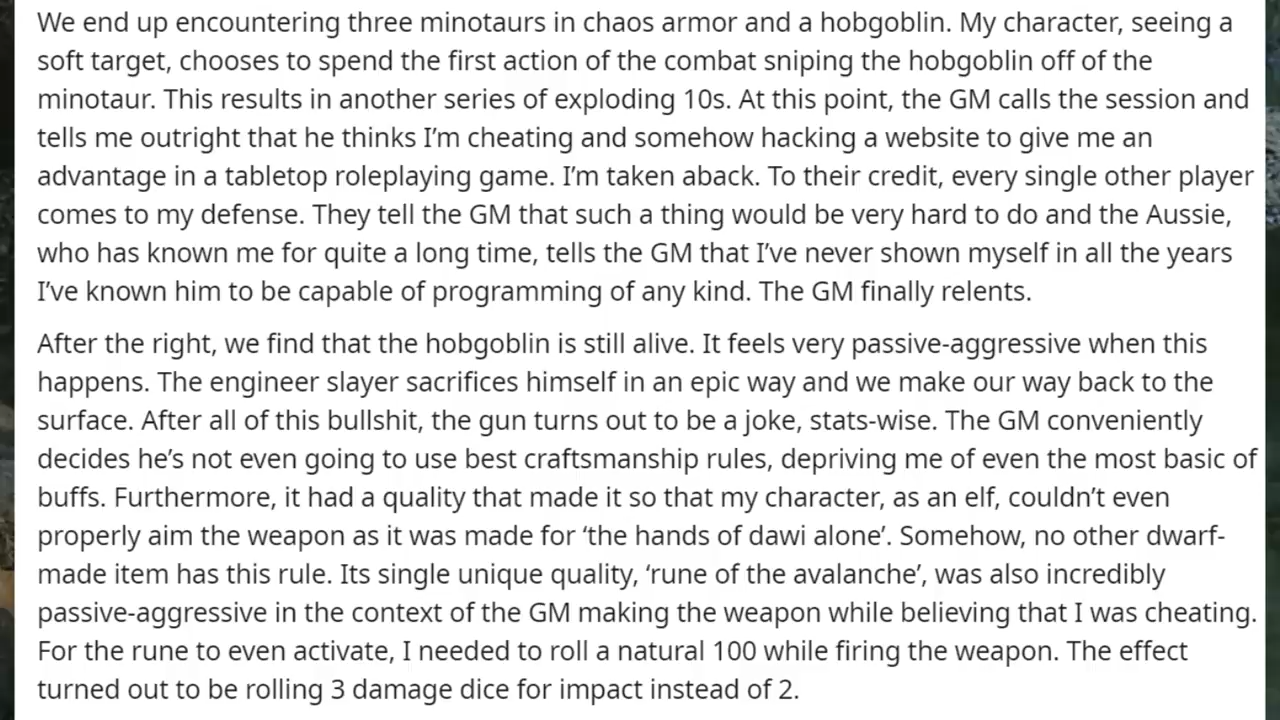 We end up encountering three minotaurs in chaos armor and a hobgoblin. My character, seeing a
soft target, chooses to spend the first action of the combat sniping the hobgoblin off of the
minotaur. This results in another series of exploding 10s. At this point, the GM calls the session and
tells me outright that he thinks I’m cheating and somehow hacking a website to give me an
advantage in a tabletop roleplaying game. I’m taken aback. To their credit, every single other player
comes to my defense. They tell the GM that such a thing would be very hard to do and the Aussie,
who has known me for quite a long time, tells the GM that I’ve never shown myself in all the years
I’ve known him to be capable of programming of any kind. The GM finally relents.
After the right, we find that the hobgoblin is still alive. It feels very passive-aggressive when this
happens. The engineer slayer sacrifices himself in an epic way and we make our way back to the
surface. After all of this bullshit, the gun turns out to be a joke, stats-wise. The GM conveniently
decides he’s not even going to use best craftsmanship rules, depriving me of even the most basic of
buffs. Furthermore, it had a quality that made it so that my character, as an elf, couldn’t even
properly aim the weapon as it was made for ‘the hands of dawi alone’. Somehow, no other dwarf-
made item has this rule. Its single unique quality, ‘rune of the avalanche’, was also incredibly
passive-aggressive in the context of the GM making the weapon while believing that I was cheating.
For the rune to even activate, I needed to roll a natural 100 while firing the weapon. The effect
turned out to be rolling 3 damage dice for impact instead of 2.